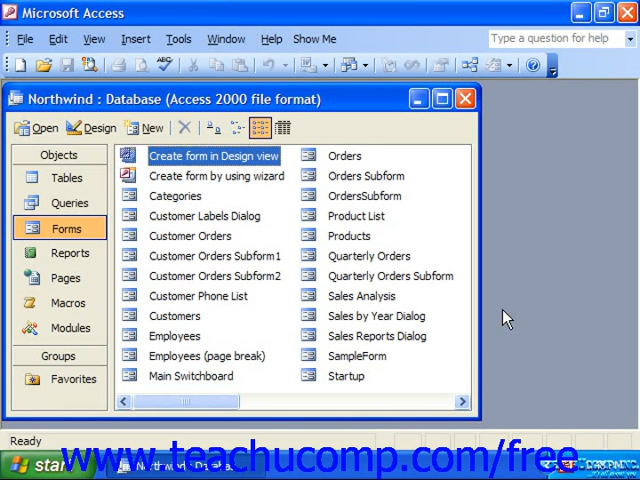 Microsoft Access
File Edit View Insert Tools Window Help Show Me
Type a question for help
Northwind : Database (Access 2000 file format)
Open Design New
Objects
Tables
Queries
Forms
Reports
Pages
Macros
Modules
Groups
Favorites
Create form in Design view
Create form by using wizard
Categories
Customer Labels Dialog
Customer Orders
Customer Orders Subform1
Customer Orders Subform2
Customer Phone List
Customers
Employees
Employees (page break)
Main Switchboard
Orders
Orders Subform
OrdersSubform
Product List
Products
Quarterly Orders
Quarterly Orders Subform
Sales Analysis
Sales by Year Dialog
Sales Reports Dialog
SampleForm
Startup
Ready
start
www.teachucomp.com/free